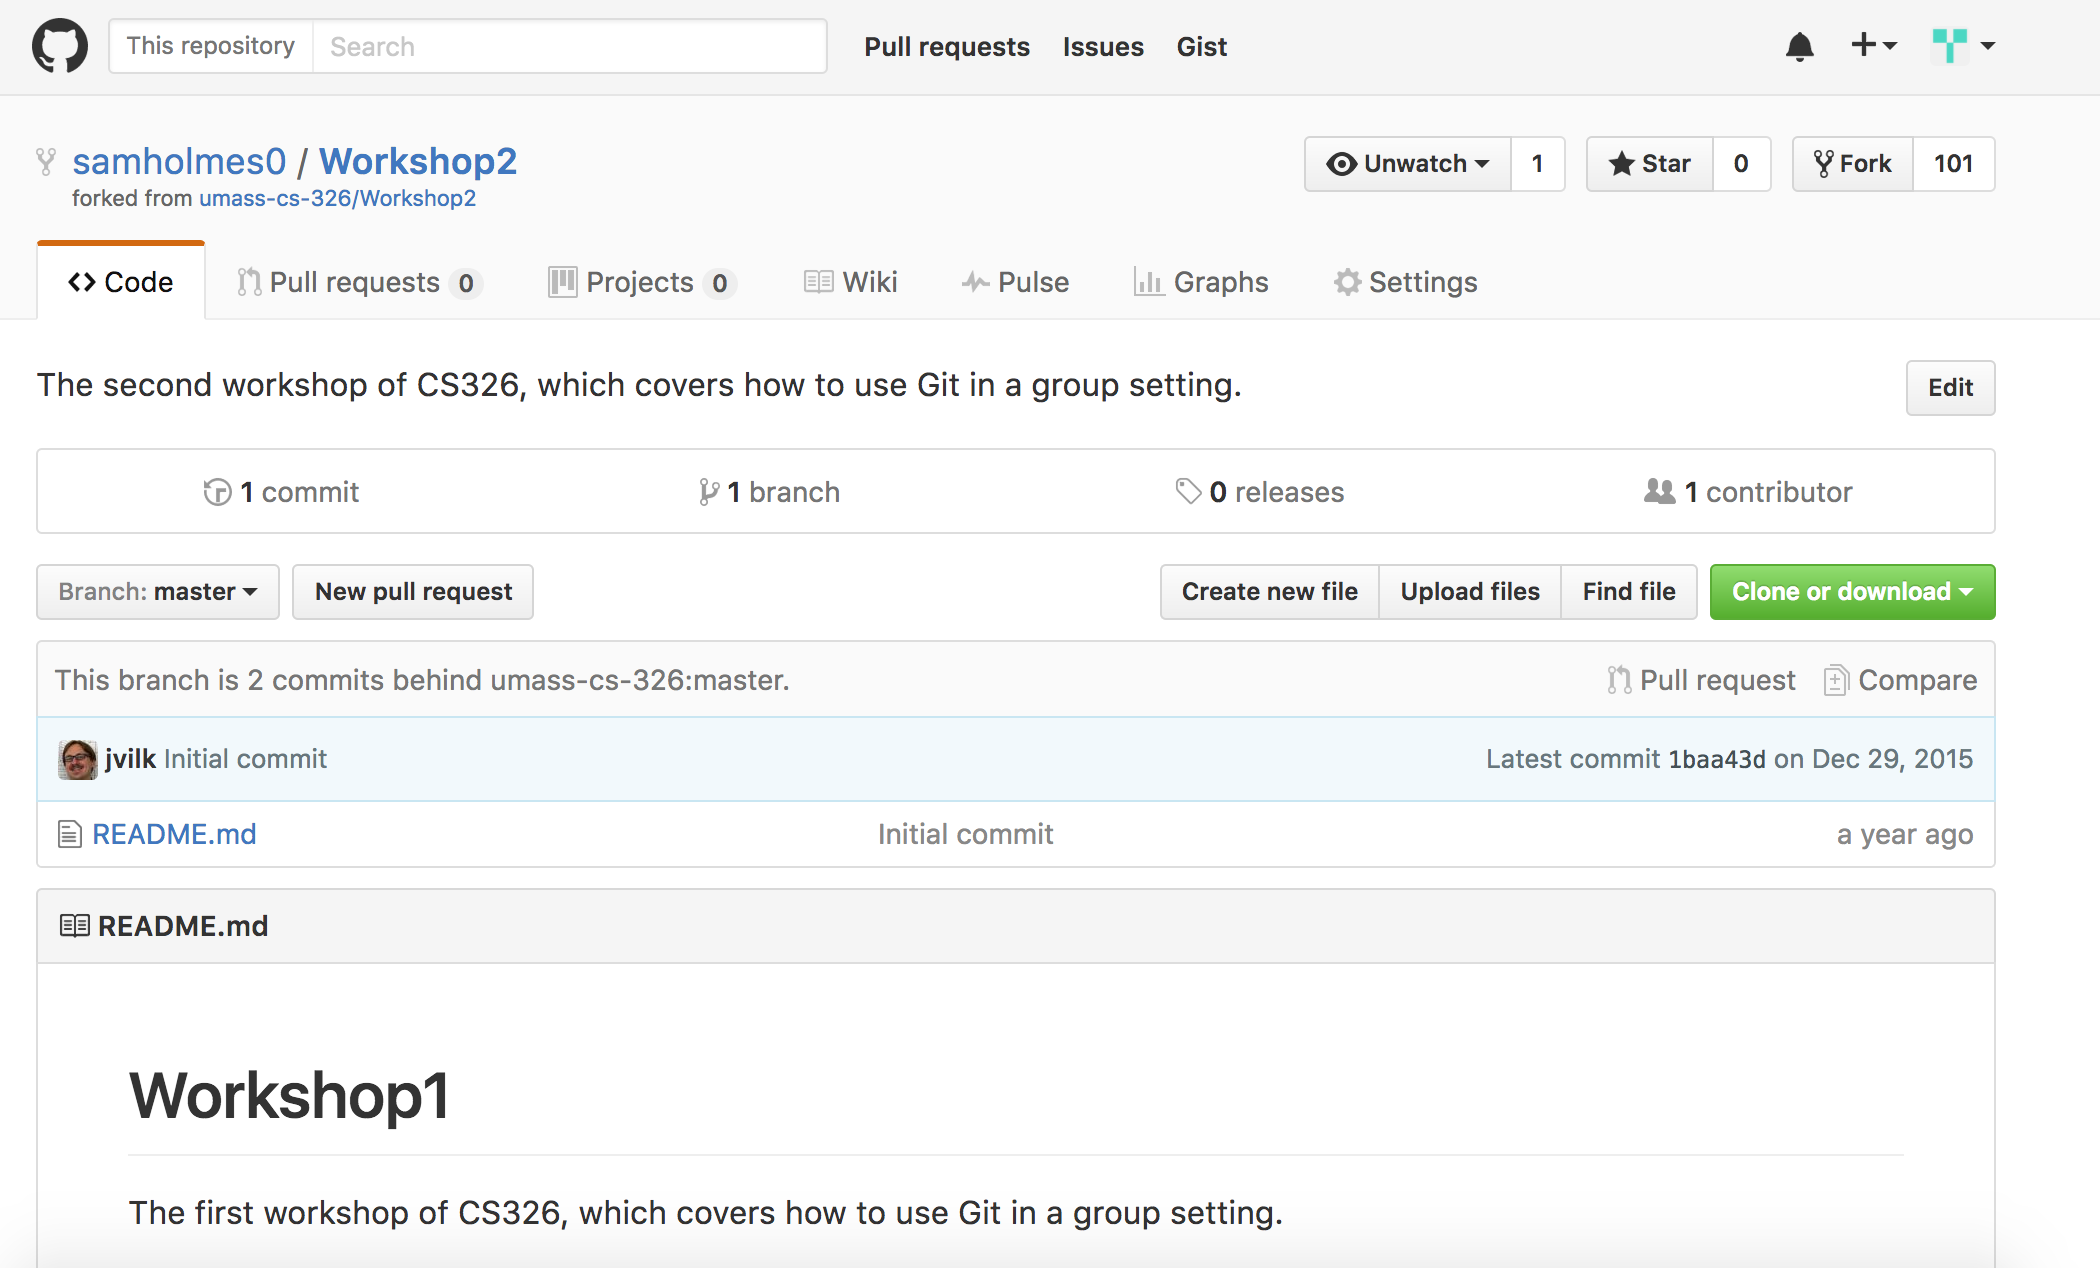 This repository Search Pull requests Issues Gist
samholmes0 / Workshop2 Unwatch 1 Star 0 Fork 101
forked from umass-cs-326/Workshop2
Code Pull requests 0 Projects 0 Wiki Pulse Graphs Settings
The second workshop of CS326, which covers how to use Git in a group setting. Edit
1 commit 1 branch 0 releases 1 contributor
Branch: master New pull request Create new file Upload files Find file Clone or download
This branch is 2 commits behind umass-cs-326:master. Pull request Compare
jvilk Initial commit Latest commit 1baa43d on Dec 29, 2015
README.md Initial commit a year ago
README.md
Workshop1
The first workshop of CS326, which covers how to use Git in a group setting.